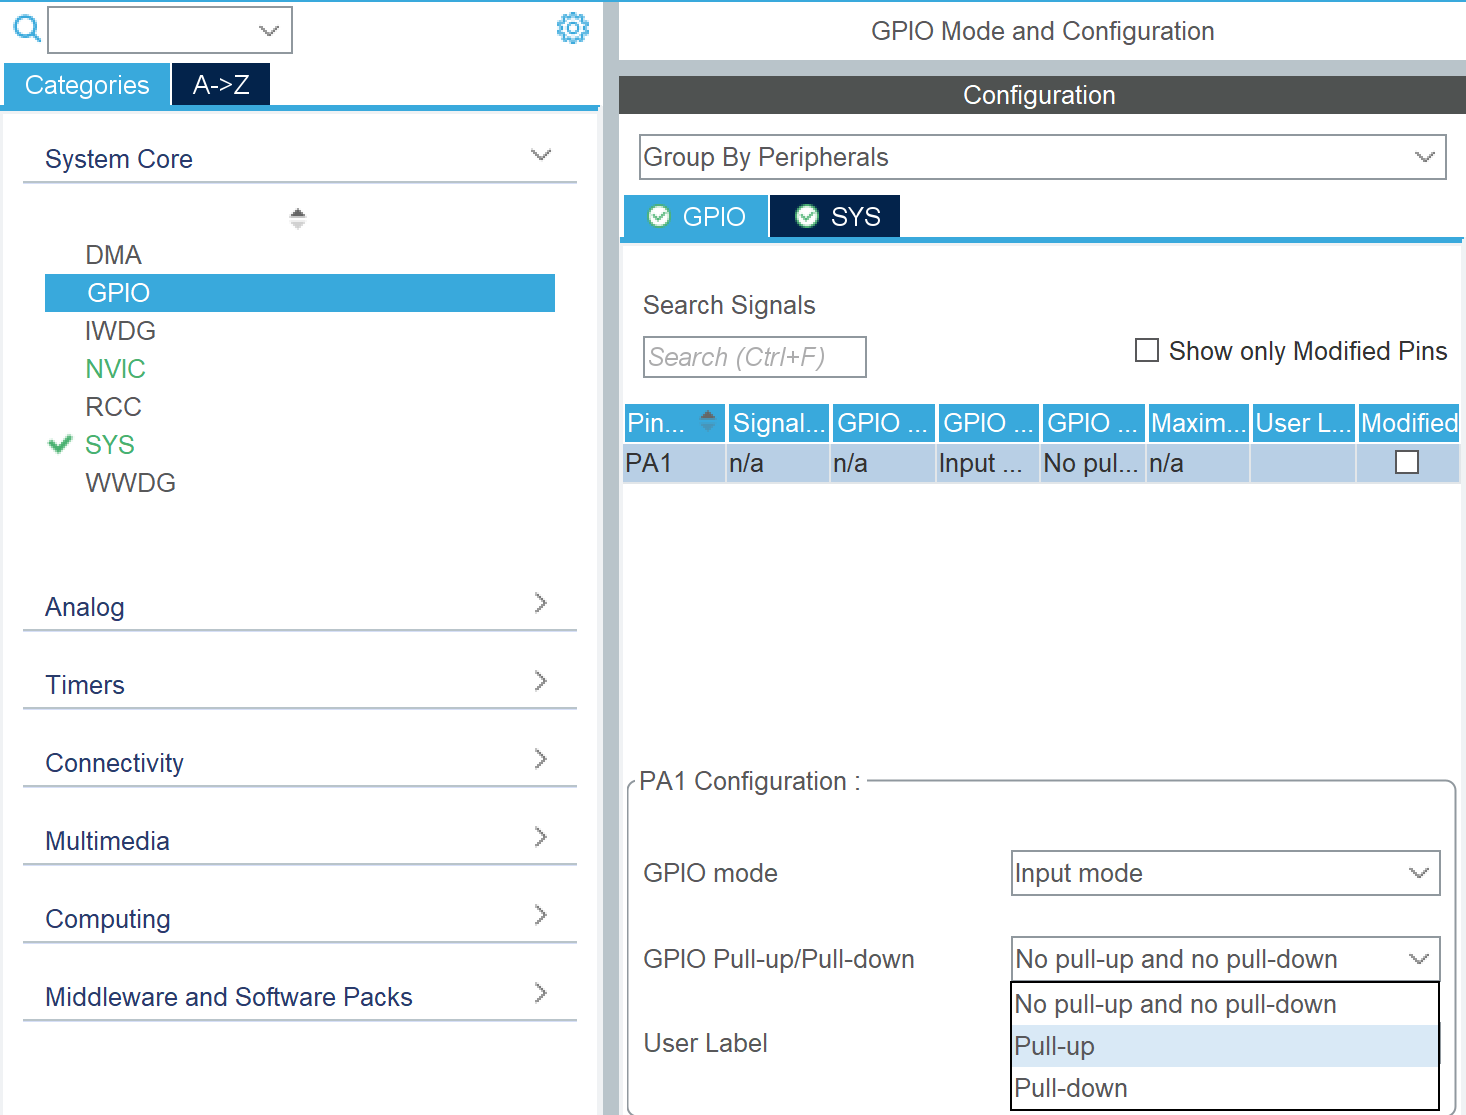 Categories
A->Z
System Core
DMA
GPIO
IWDG
NVIC
RCC
SYS
WWDG
Analog
Timers
Connectivity
Multimedia
Computing
Middleware and Software Packs
GPIO Mode and Configuration
Configuration
Group By Peripherals
GPIO
SYS
Search Signals
Search (Ctrl+F)
Show only Modified Pins
Pin... Signal... GPIO ... GPIO ... GPIO ... Maxim... User L... Modified
PA1 n/a n/a Input ... No pul... n/a
PA1 Configuration :
GPIO mode
Input mode
GPIO Pull-up/Pull-down
No pull-up and no pull-down
No pull-up and no pull-down
Pull-up
Pull-down
User Label